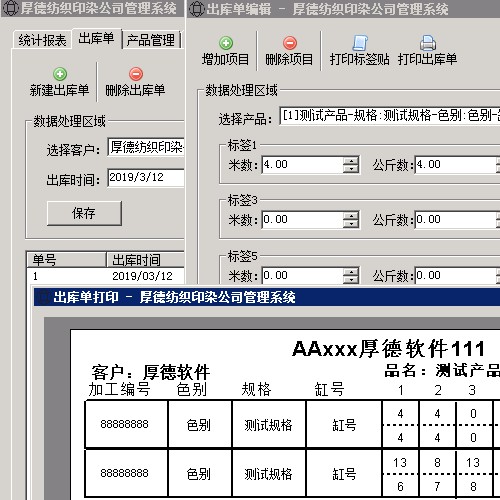 厚德纺织印染公司管理系统
统计报表 出库单 产品管理
新建出库单 删除出库单
数据处理区域
选择客户: 厚德纺织印染
出库时间: 2019/3/12
保存
单号 出库时间
1 2019/03/12
出库单编辑 - 厚德纺织印染公司管理系统
增加项目 删除项目 打印标签贴 打印出库单
数据处理区域
选择产品: [1]测试产品-规格:测试规格-色别:色别-
标签1
米数: 4.00 公斤数: 4.00
标签3
米数: 0.00 公斤数: 0.00
标签5
米数: 0.00 公斤数: 0.00
出库单打印 - 厚德纺织印染公司管理系统
AAxxx厚德软件111
客户：厚德软件 品名：测试产品
加工编号 色别 规格 缸号 1 2 3
88888888 色别 测试规格 缸号 4 4 0
4 4 0
88888888 色别 测试规格 缸号 13 8 13
6 7 8